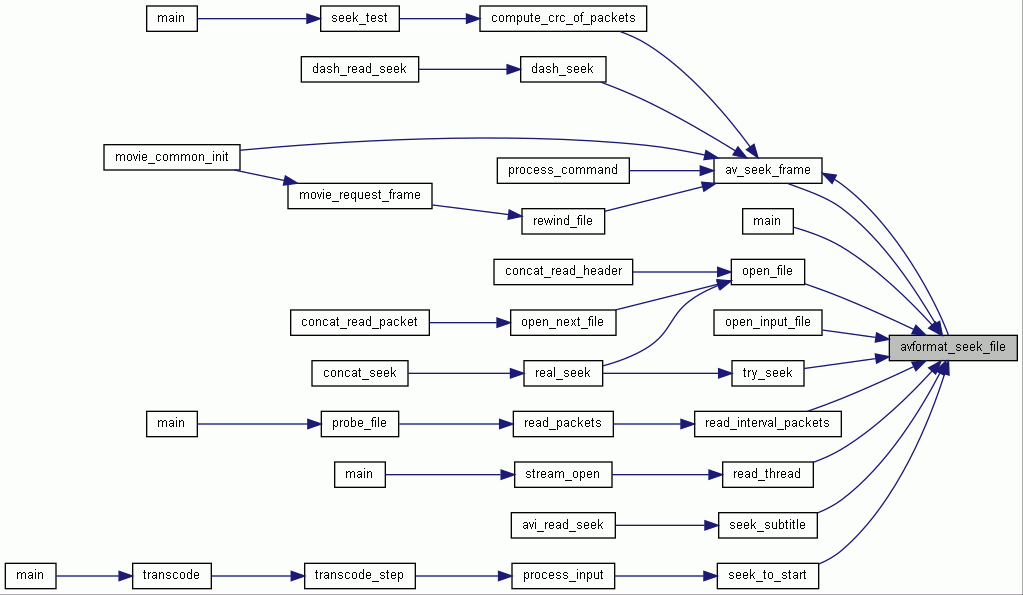 main
seek_test
compute_crc_of_packets
dash_read_seek
dash_seek
movie_common_init
process_command
av_seek_frame
movie_request_frame
rewind_file
main
concat_read_header
open_file
concat_read_packet
open_next_file
open_input_file
avformat_seek_file
concat_seek
real_seek
try_seek
main
probe_file
read_packets
read_interval_packets
main
stream_open
read_thread
avi_read_seek
seek_subtitle
main
transcode
transcode_step
process_input
seek_to_start